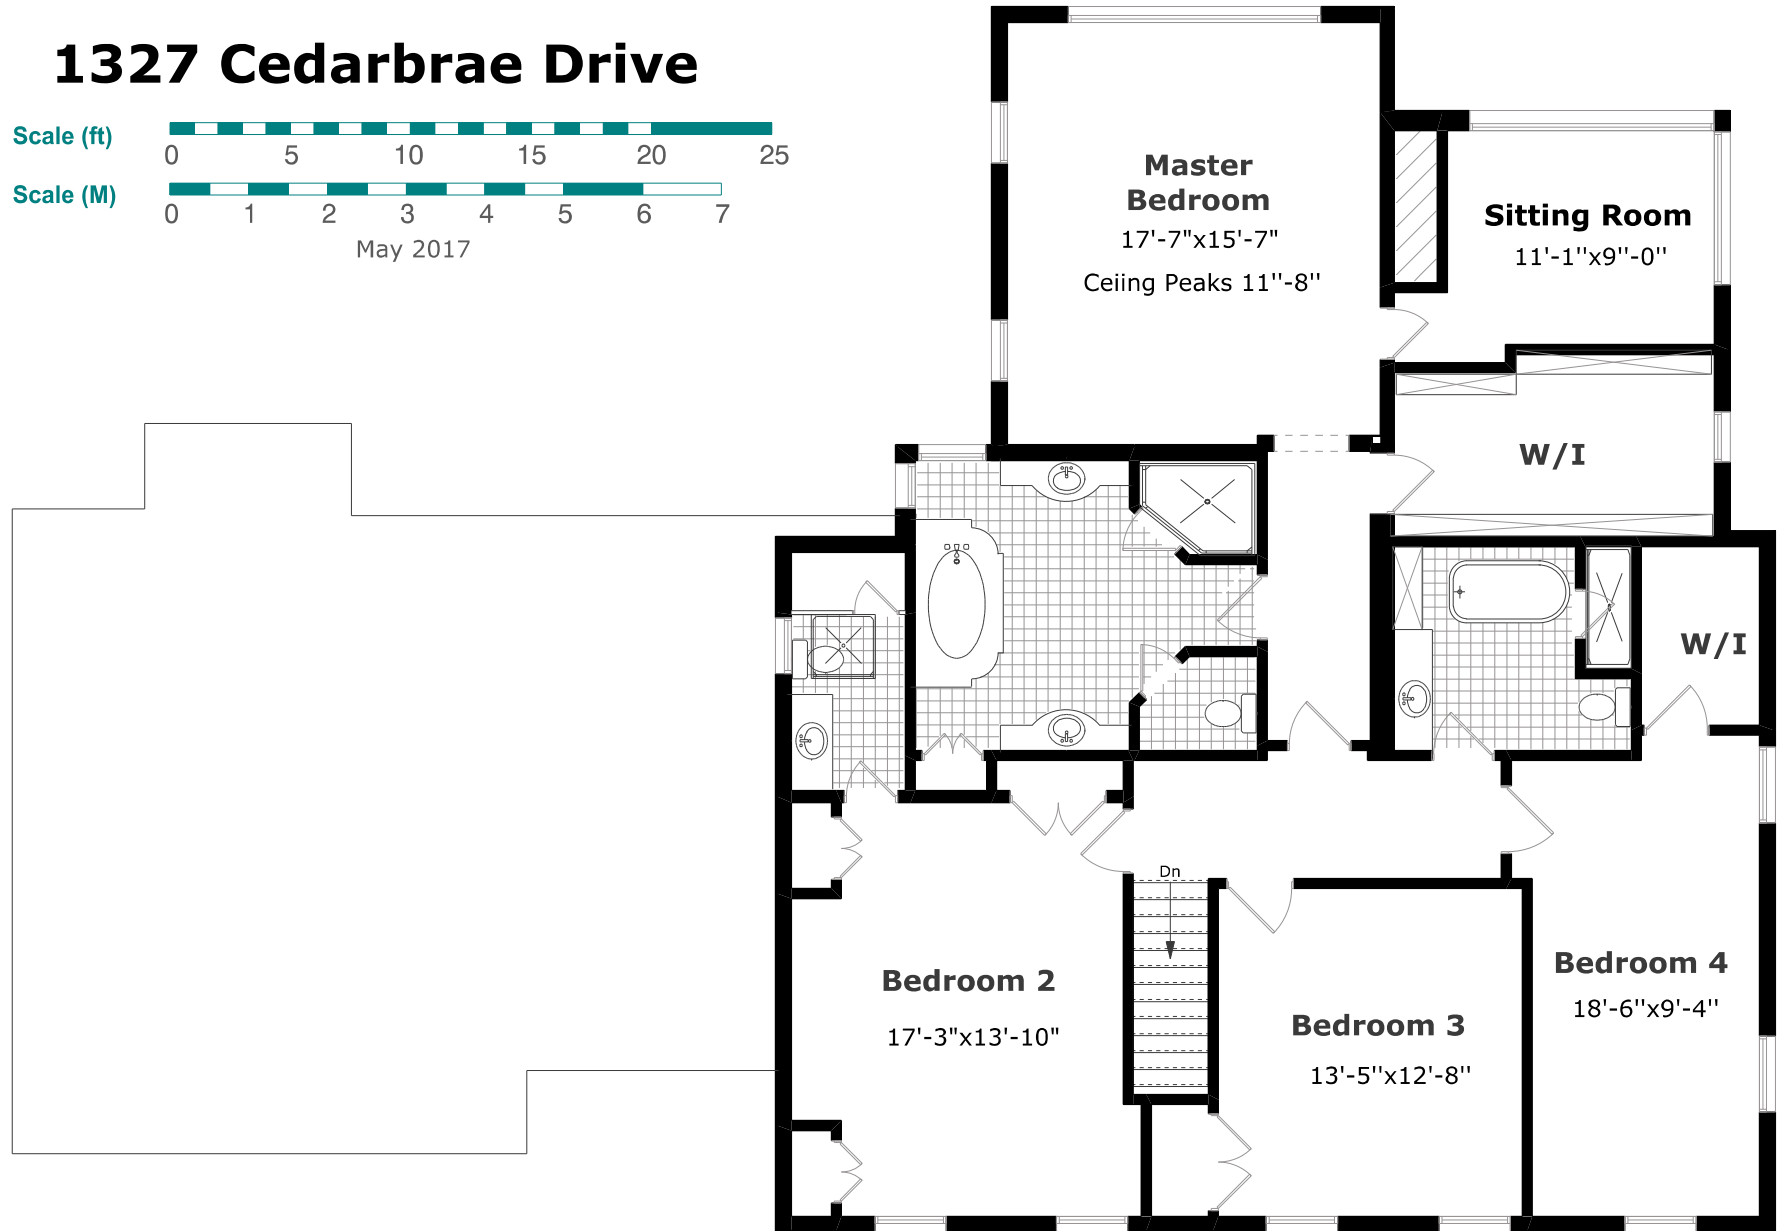 1327 Cedarbrae Drive
Scale (ft)
0 5 10 15 20 25
Scale (M)
0 1 2 3 4 5 6 7
May 2017
Master
Bedroom
17'-7"x15'-7"
Ceiing Peaks 11''-8''
Sitting Room
11'-1''x9''-0''
W/I
W/I
Dn
Bedroom 2
17'-3"x13'-10"
Bedroom 3
13'-5''x12'-8''
Bedroom 4
18'-6''x9'-4''